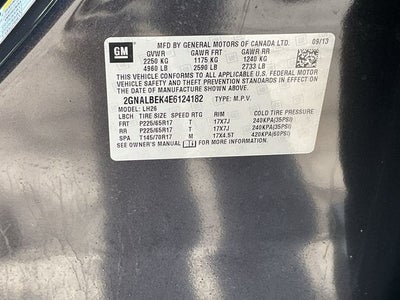 GM
MFD BY GENERAL MOTORS OF CANADA LTD. 09/13
GVWR GAWR FRT GAWR RR
2250 KG 1175 KG 1240 KG
4960 LB 2590 LB 2733 LB
THIS VEHICLE CONFORMS TO ALL APPLICABLE U.S. FEDERAL MOTOR
VEHICLE SAFETY, BUMPER, AND THEFT PREVENTION STANDARDS IN
EFFECT ON THE DATE OF MANUFACTURE SHOWN ABOVE.
2GNALBEK4E6124182 TYPE: M.P.V.
MODEL: LH26
LBCH TIRE SIZE SPEED RTG RIM COLD TIRE PRESSURE
FRT P225/65R17 T 17X7J 240KPA(35PSI)
RR P225/65R17 T 17X7J 240KPA(35PSI)
SPA T145/70R17 M 17X4.5T 420KPA(60PSI)
SEE OWNER'S MANUAL FOR ADDITIONAL INFORMATION.